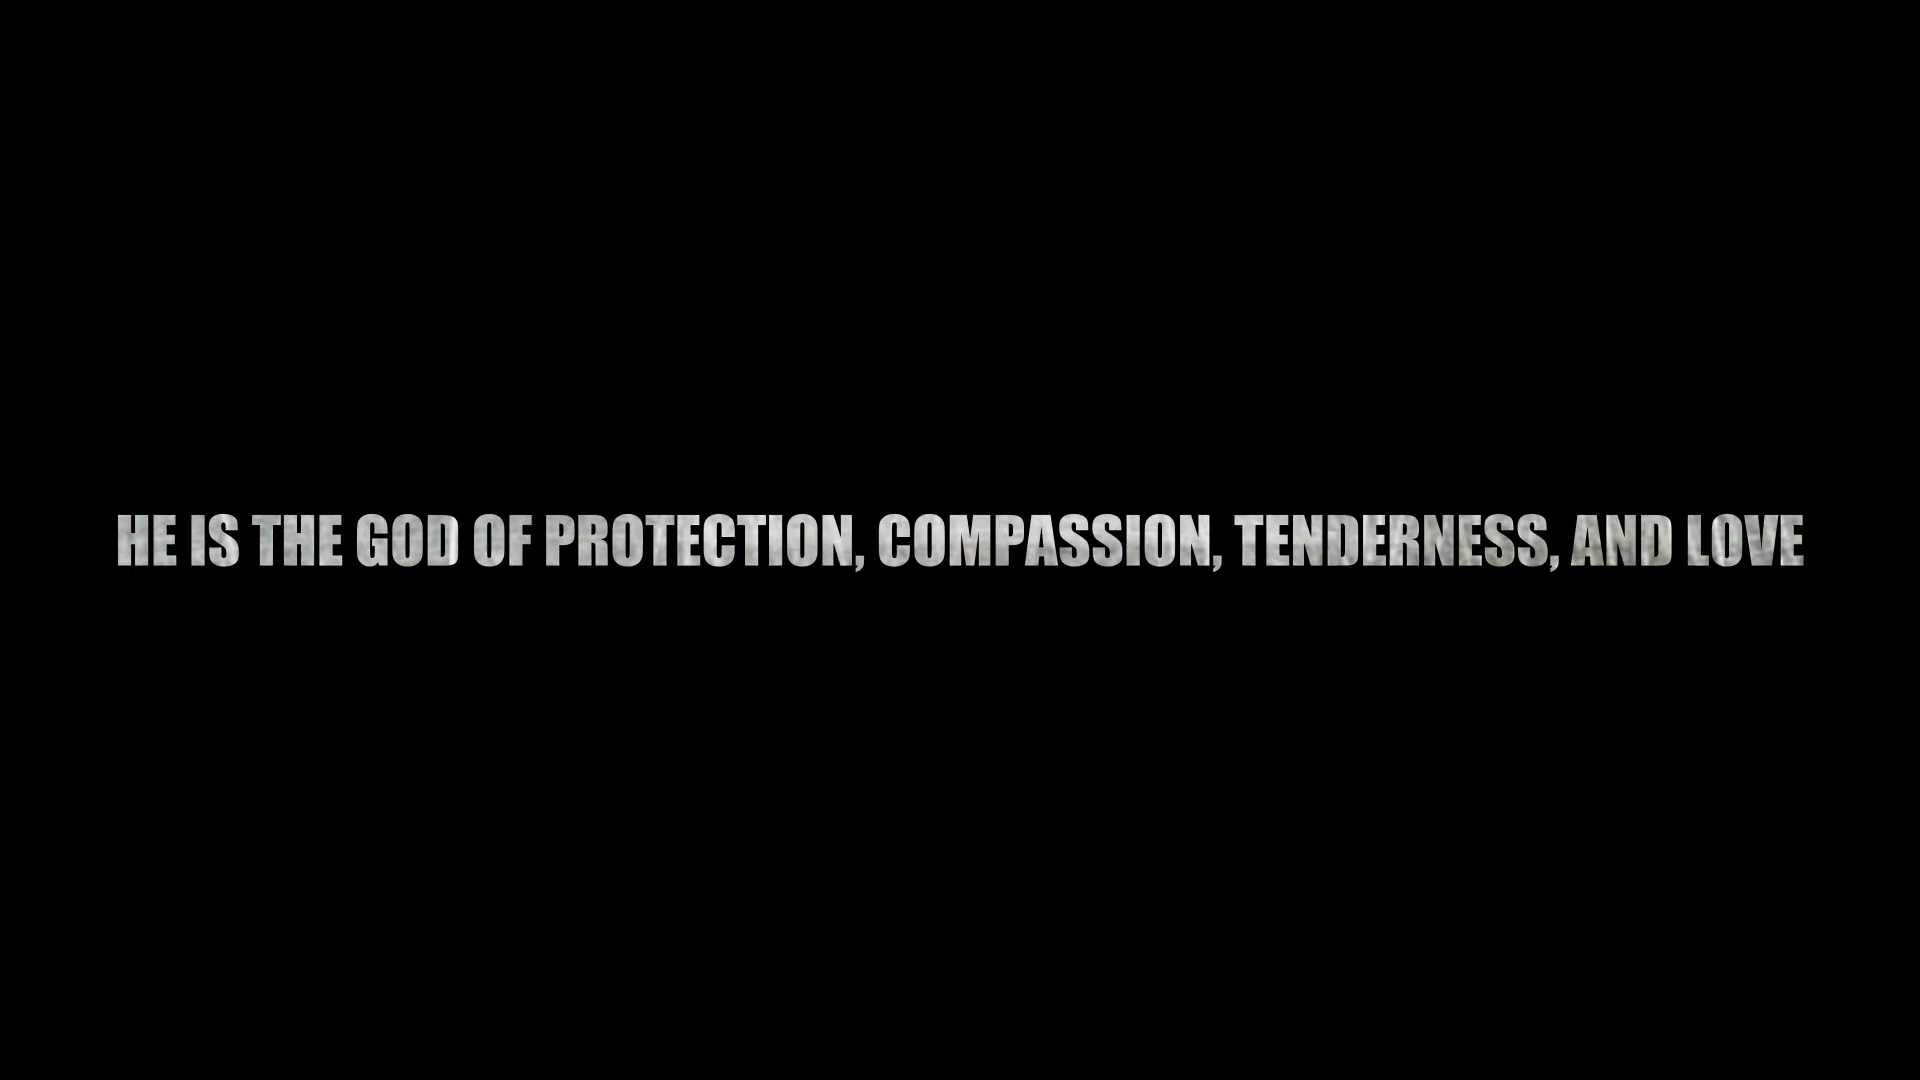 HE IS THE GOD OF PROTECTION, COMPASSION, TENDERNESS, AND LOVE